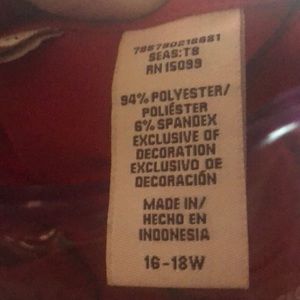 786790216681
SEAS:T8
RN 15099
94% POLYESTER/
POLIÉSTER
6% SPANDEX
EXCLUSIVE OF
DECORATION
EXCLUSIVO DE
DECORACIÓN
MADE IN/
HECHO EN
INDONESIA
16-18W